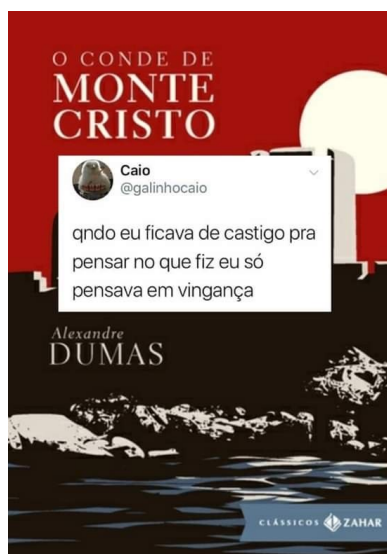 O CONDE DE
MONTE
CRISTO
Caio
@galinhocaio
qndo eu ficava de castigo pra
pensar no que fiz eu só
pensava em vingança
Alexandre
DUMAS
CLÁSSICOS ZAHAR